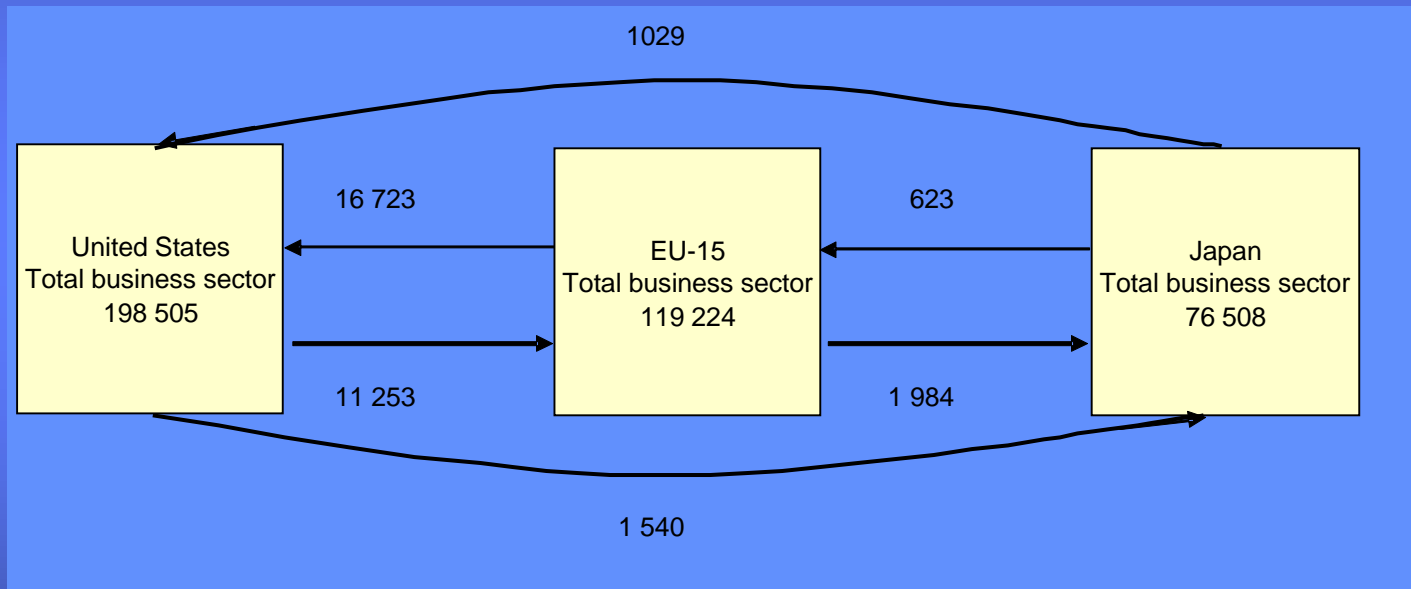 1029
16 723
623
United States
Total business sector
198 505
EU-15
Total business sector
119 224
Japan
Total business sector
76 508
11 253
1 984
1 540